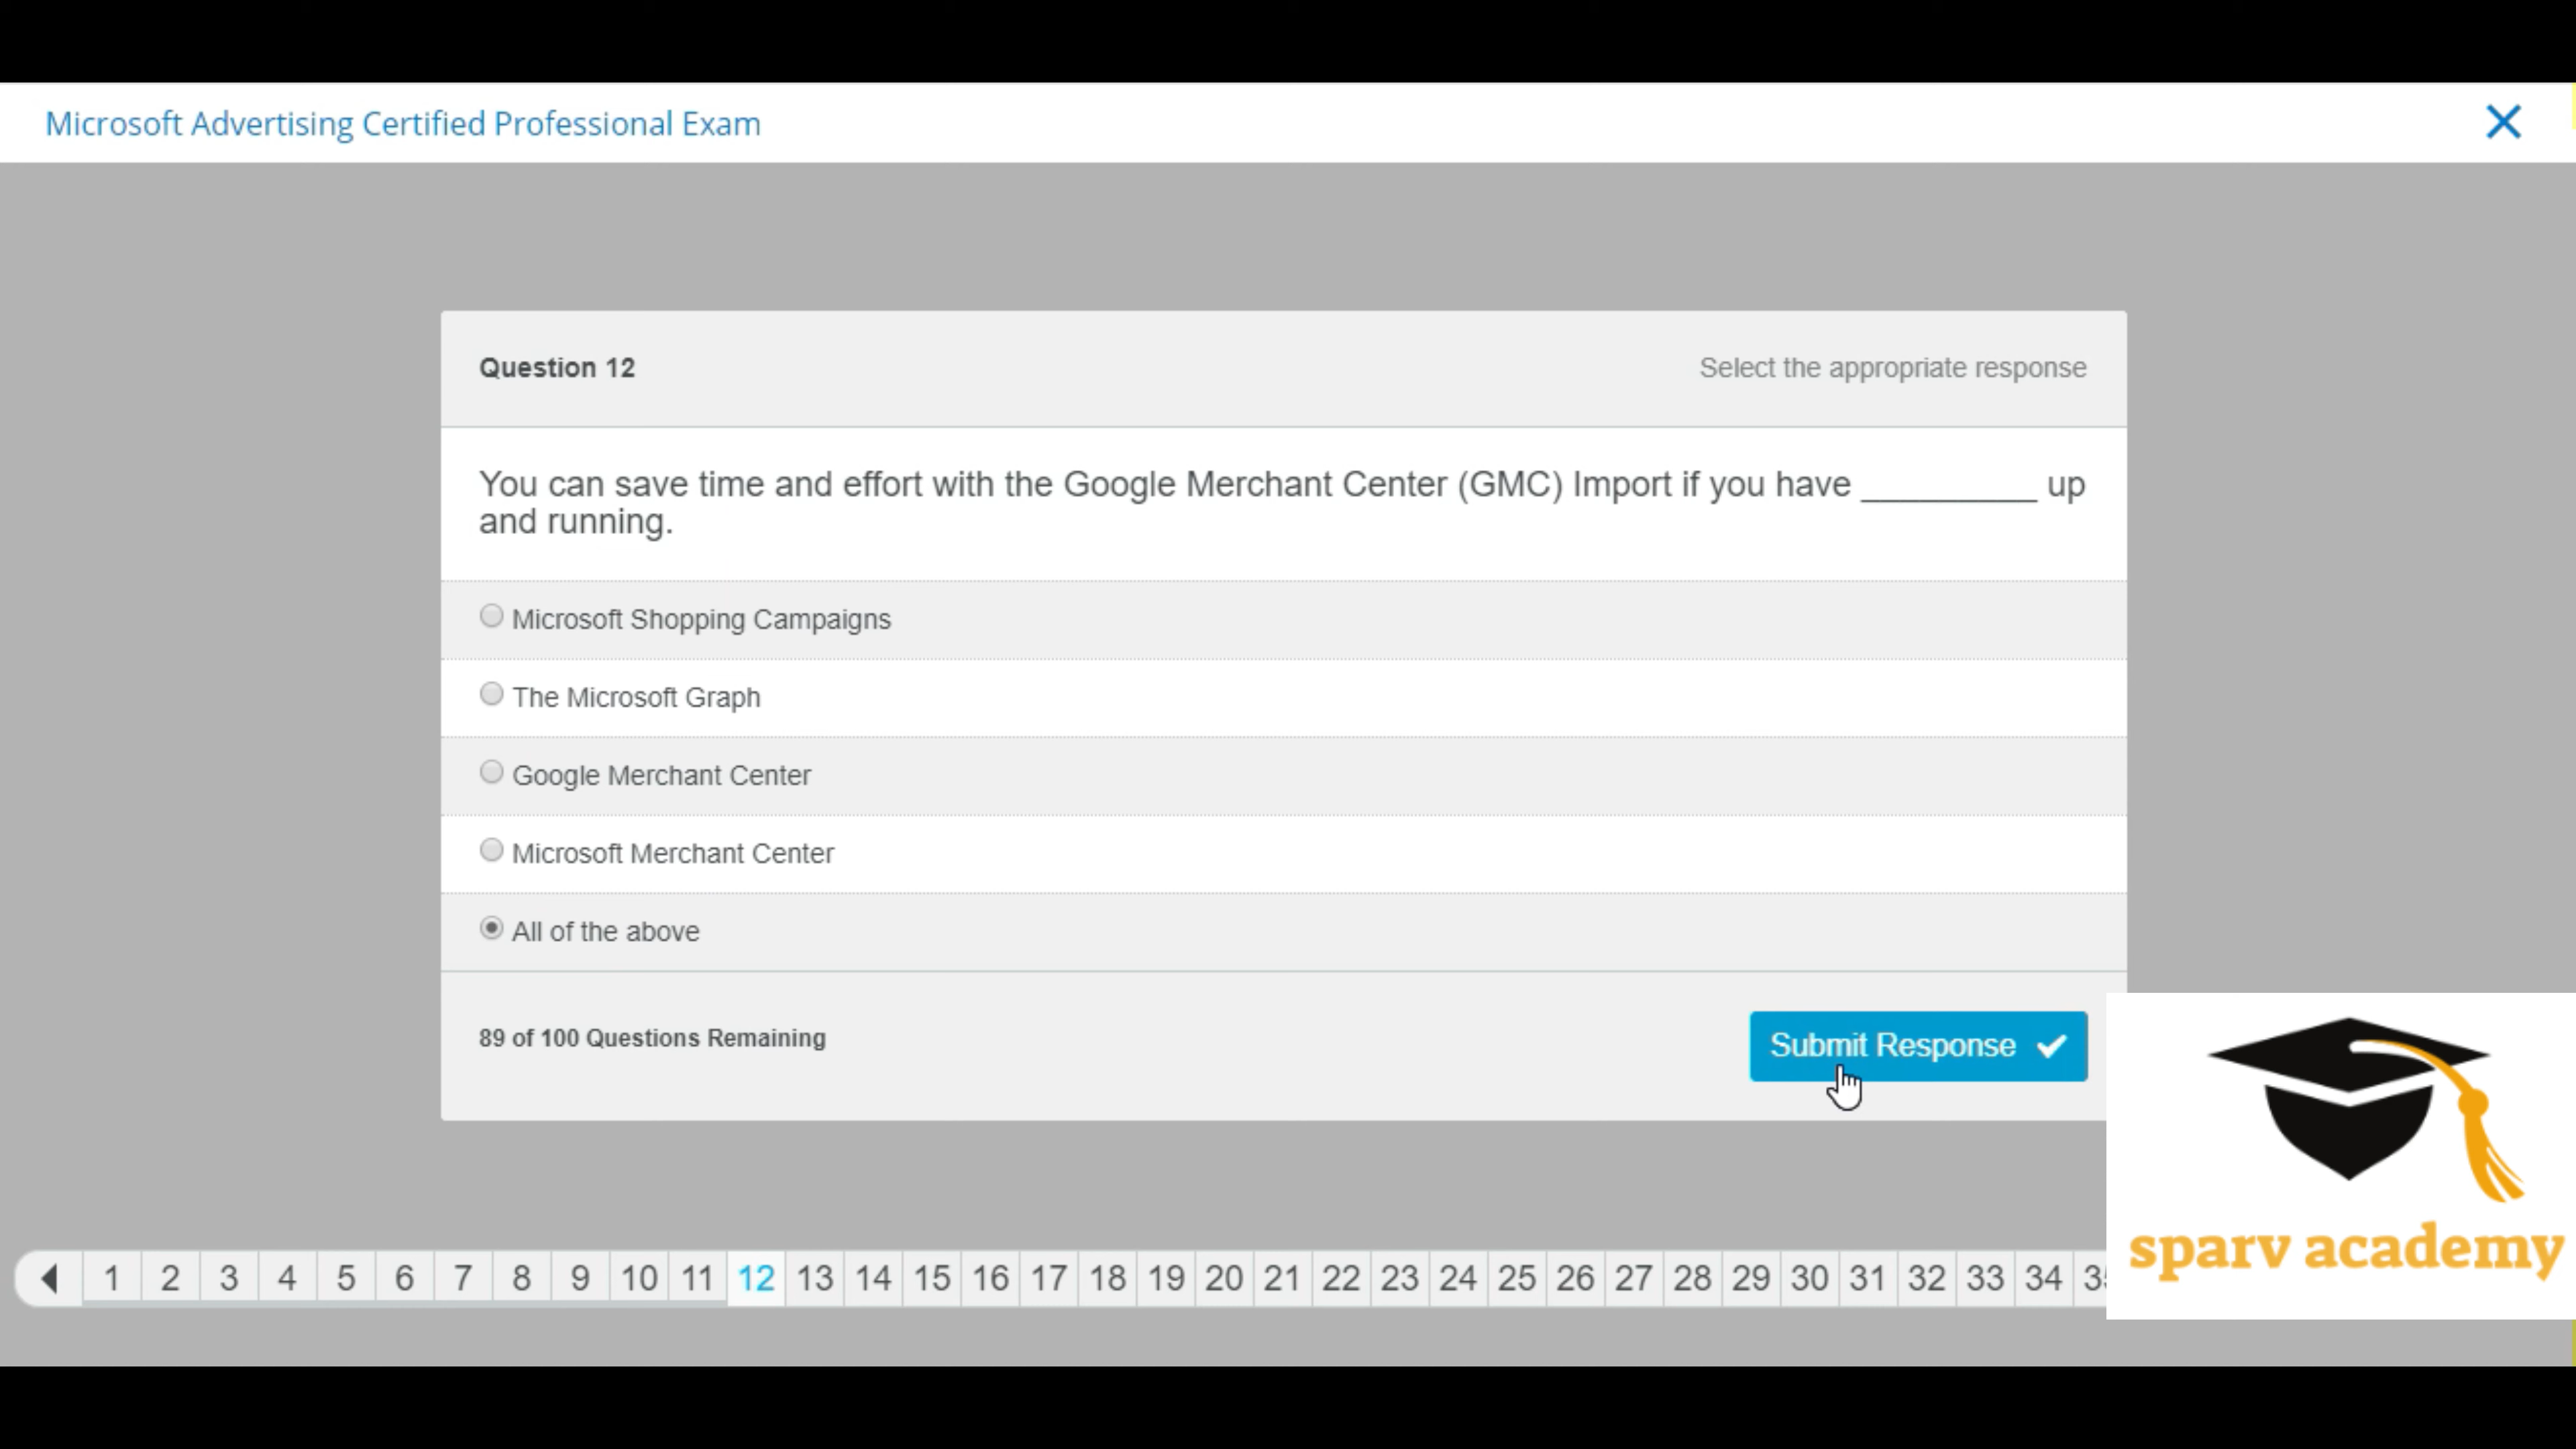 Microsoft Advertising Certified Professional Exam
Question 12
Select the appropriate response
You can save time and effort with the Google Merchant Center (GMC) Import if you have _________ up
and running.
Microsoft Shopping Campaigns
The Microsoft Graph
Google Merchant Center
Microsoft Merchant Center
All of the above
89 of 100 Questions Remaining
Submit Response
sparv academy
1 2 3 4 5 6 7 8 9 10 11 12 13 14 15 16 17 18 19 20 21 22 23 24 25 26 27 28 29 30 31 32 33 34